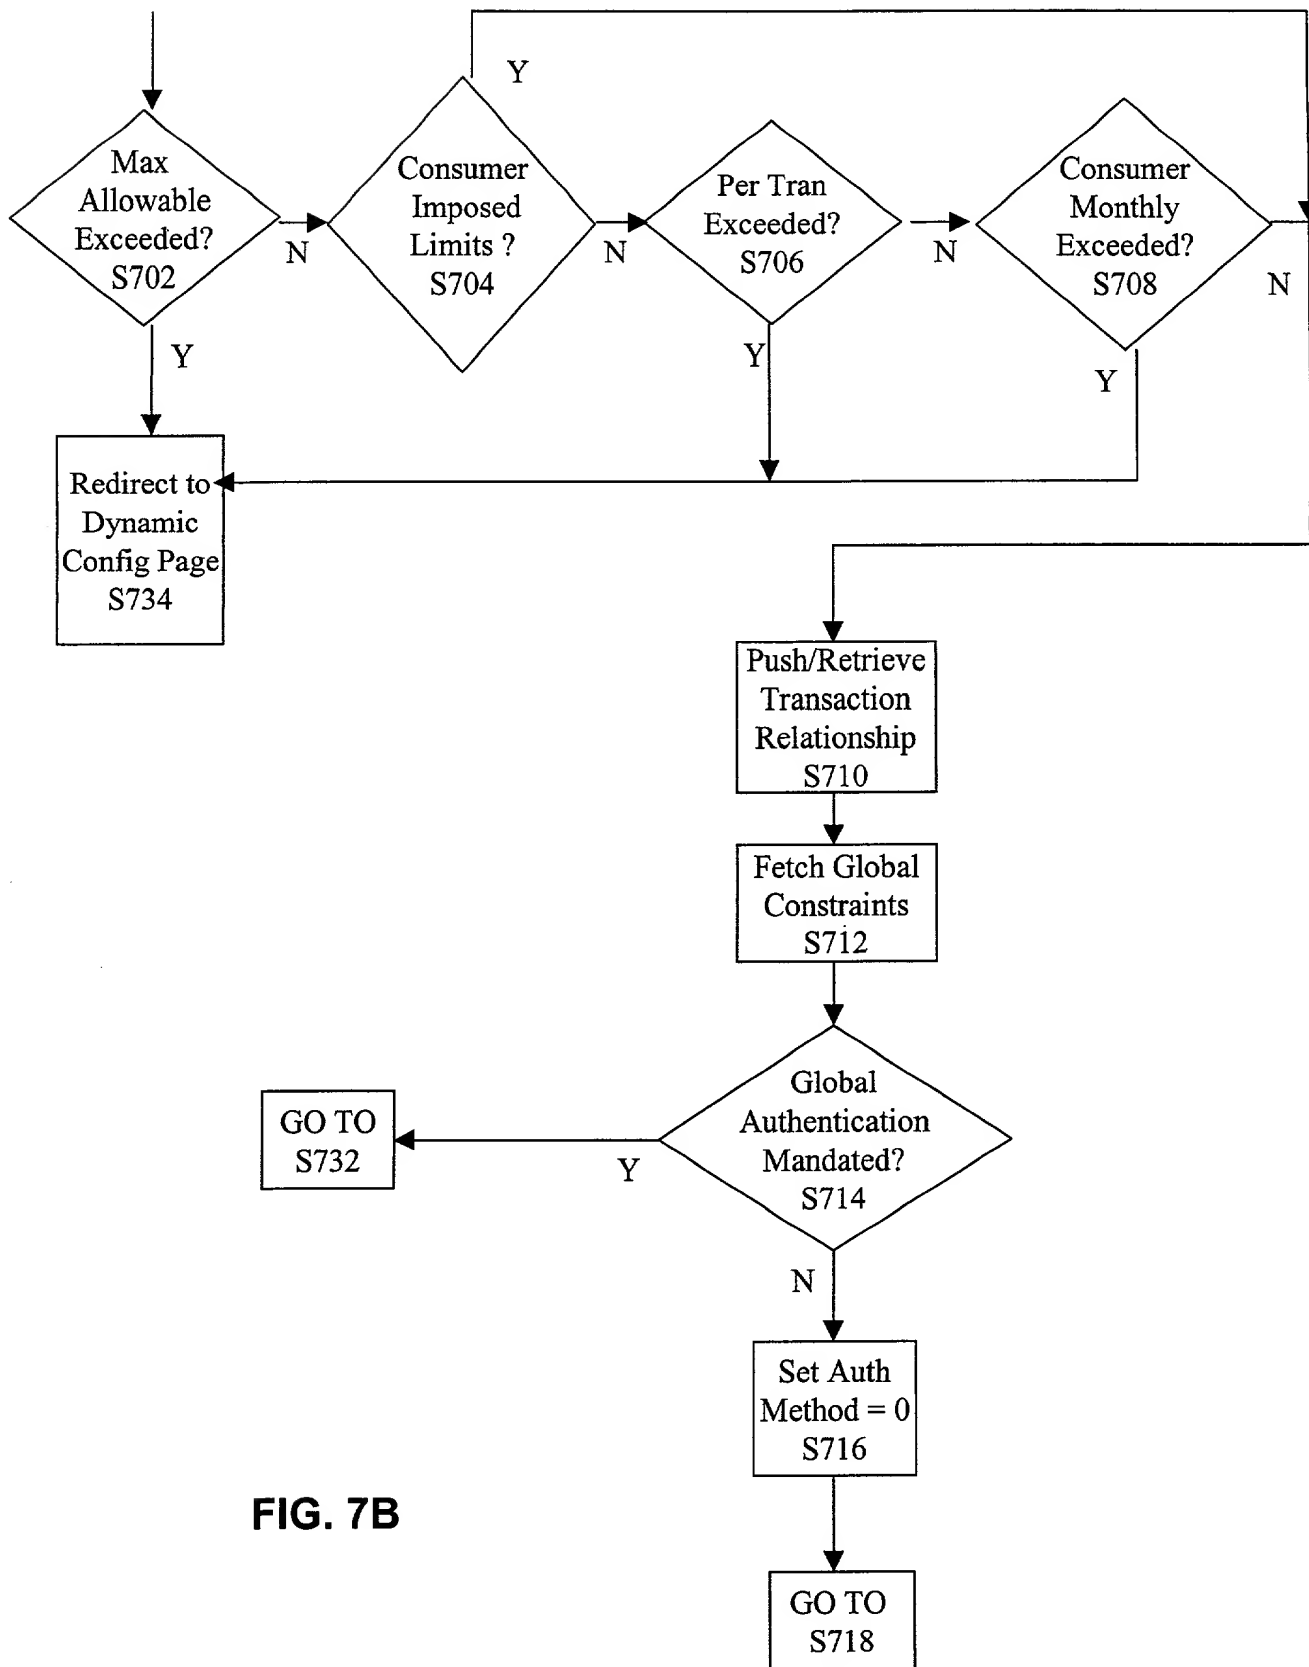 Max
Allowable
Exceeded?
S702
Y
N
Consumer
Imposed
Limits ?
S704
Y
N
Per Tran
Exceeded?
S706
Y
N
Consumer
Monthly
Exceeded?
S708
Y
N
Redirect to
Dynamic
Config Page
S734
Push/Retrieve
Transaction
Relationship
S710
Fetch Global
Constraints
S712
Global
Authentication
Mandated?
S714
Y
GO TO
S732
N
Set Auth
Method = 0
S716
GO TO
S718
FIG. 7B